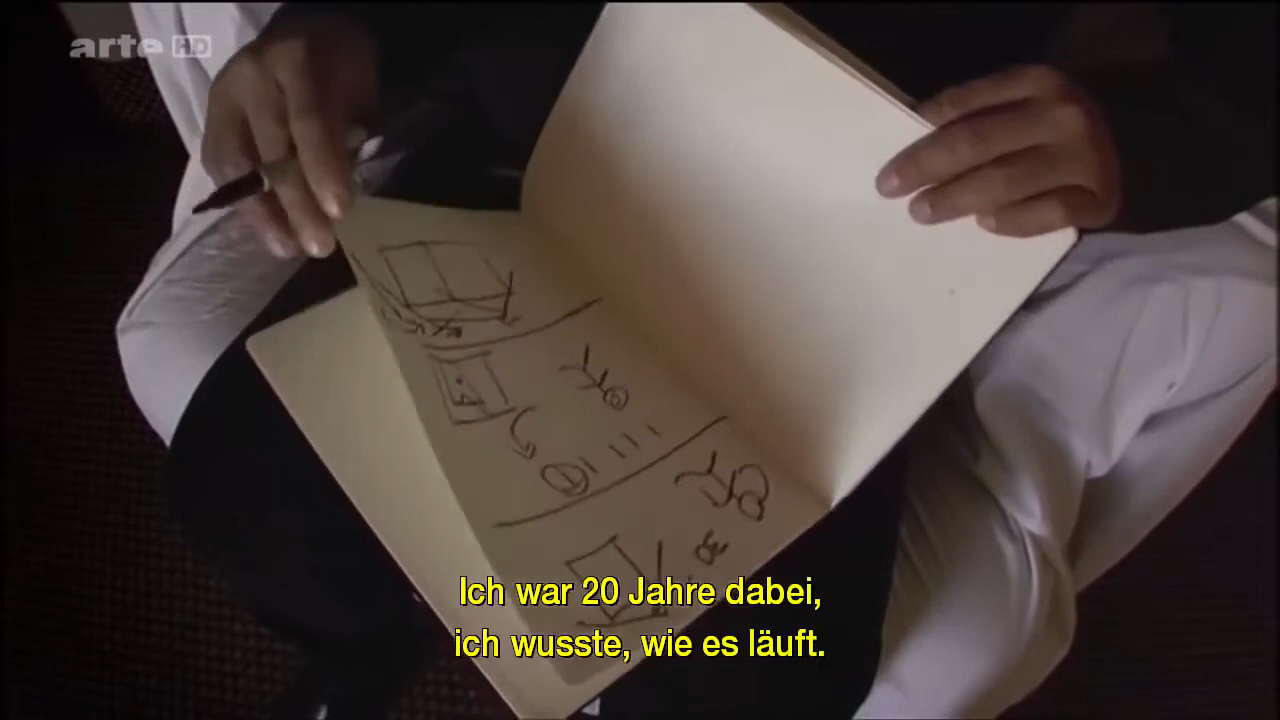 arte HD
Ich war 20 Jahre dabei,
ich wusste, wie es läuft.